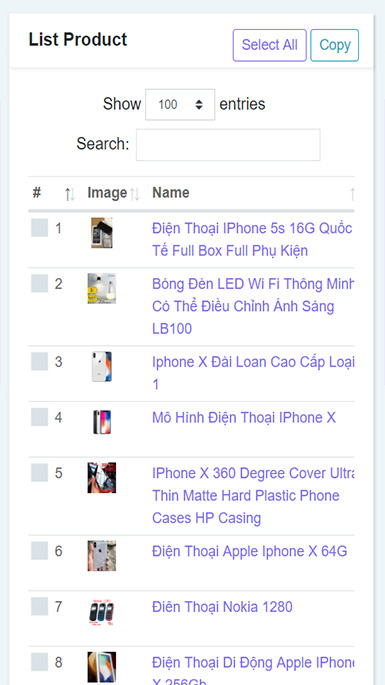 List Product
Select All
Copy
Show 100 entries
Search:
# Image Name
1 Điện Thoại IPhone 5s 16G Quốc
Tế Full Box Full Phụ Kiện
2 Bóng Đèn LED Wi Fi Thông Minh
Có Thể Điều Chỉnh Ánh Sáng
LB100
3 Iphone X Đài Loan Cao Cấp Loại
1
4 Mô Hình Điện Thoại IPhone X
5 IPhone X 360 Degree Cover Ultra
Thin Matte Hard Plastic Phone
Cases HP Casing
6 Điện Thoại Apple Iphone X 64G
7 Điên Thoại Nokia 1280
8 Điện Thoại Di Động Apple IPhone
X 256Gb